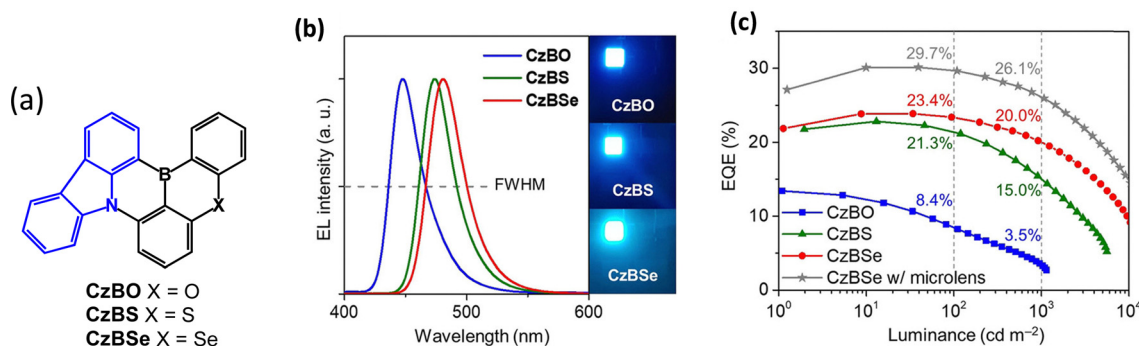 (a)
B
N
X
CzBO X = O
CzBS X = S
CzBSe X = Se
(b)
EL intensity (a. u.)
CzBO
CzBS
CzBSe
FWHM
400
500
600
Wavelength (nm)
CzBO
CzBS
CzBSe
(c)
EQE (%)
30
20
10
0
29.7%
26.1%
23.4%
20.0%
21.3%
15.0%
8.4%
3.5%
CzBO
CzBS
CzBSe
CzBSe w/ microlens
10⁰
10¹
10²
10³
10⁴
Luminance (cd m⁻²)